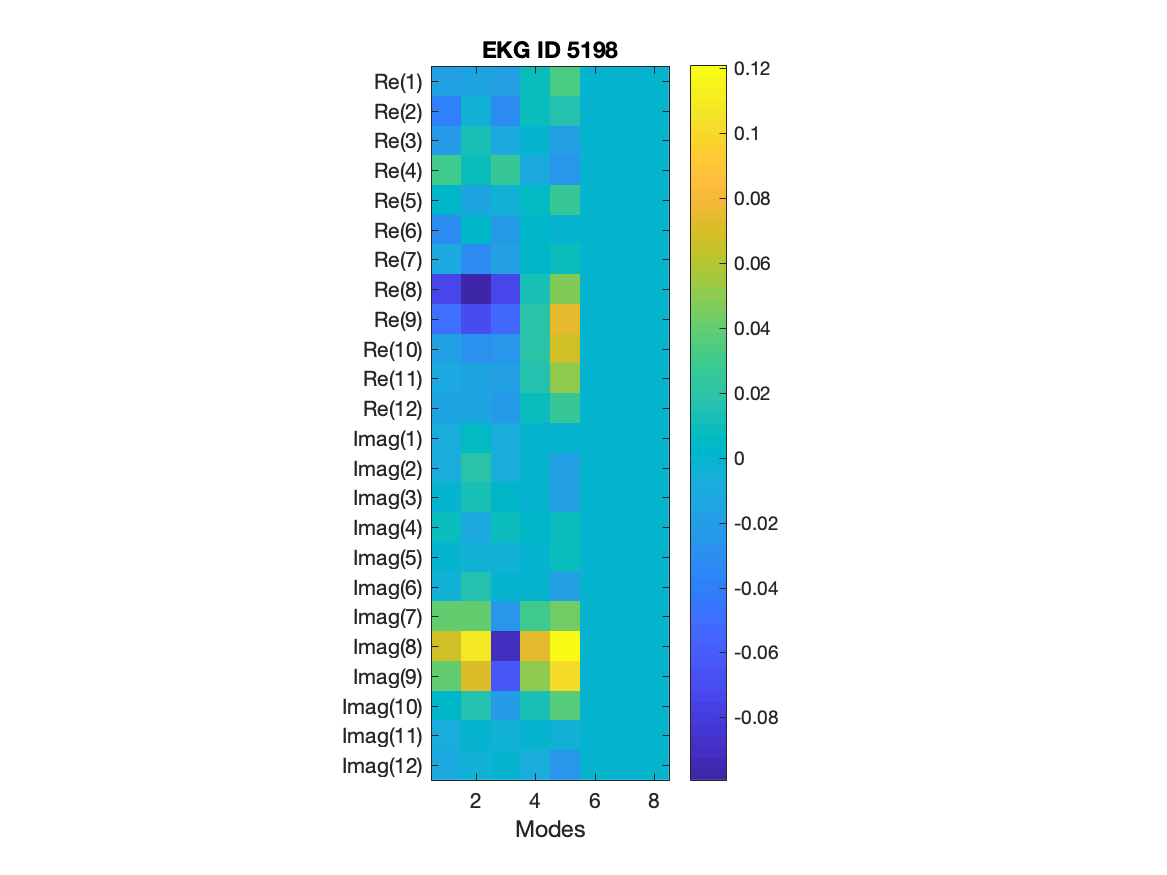 EKG ID 5198
Re(1)
Re(2)
Re(3)
Re(4)
Re(5)
Re(6)
Re(7)
Re(8)
Re(9)
Re(10)
Re(11)
Re(12)
Imag(1)
Imag(2)
Imag(3)
Imag(4)
Imag(5)
Imag(6)
Imag(7)
Imag(8)
Imag(9)
Imag(10)
Imag(11)
Imag(12)
2 4 6 8
Modes
0.12
0.1
0.08
0.06
0.04
0.02
0
-0.02
-0.04
-0.06
-0.08